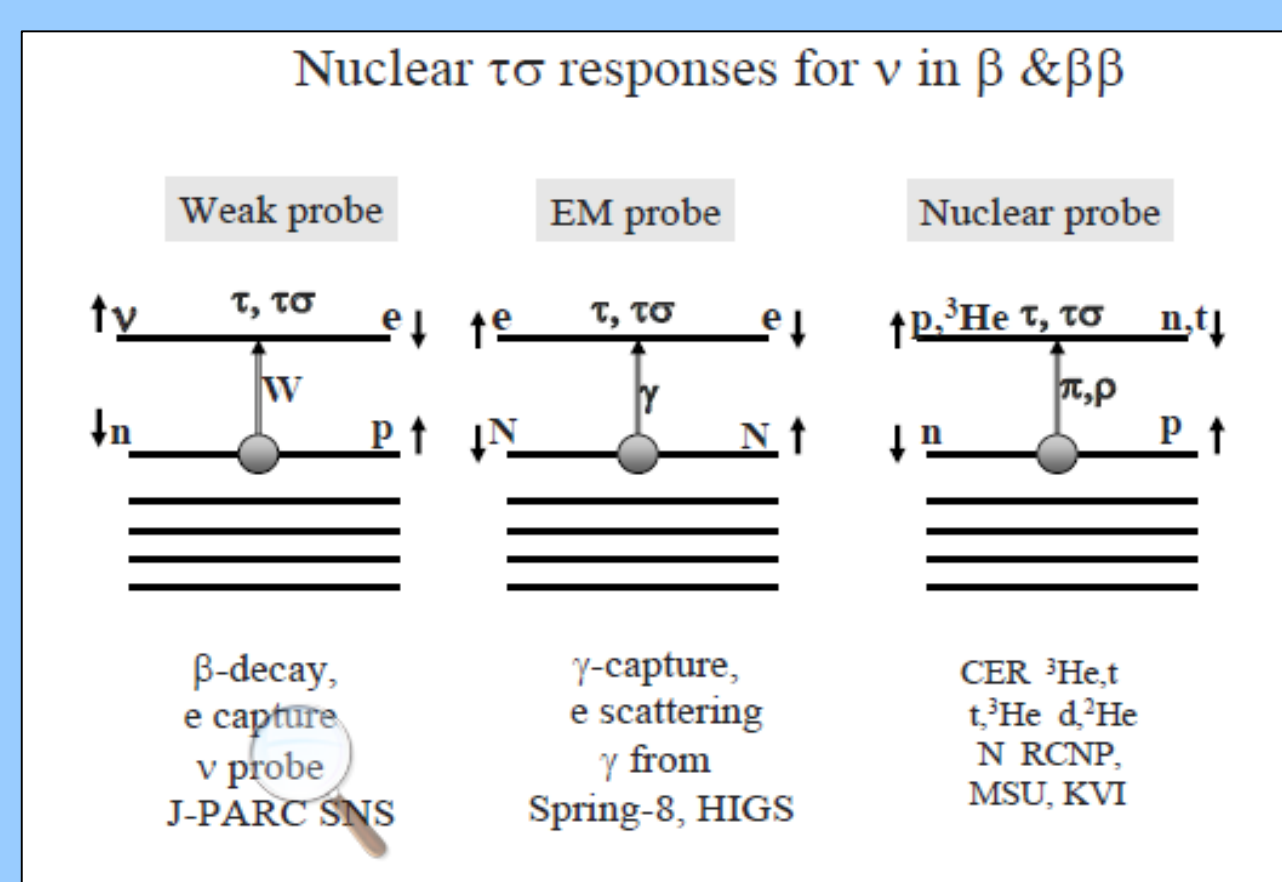 Nuclear τσ responses for ν in β &ββ
Weak probe
EM probe
Nuclear probe
ν τ, τσ e
W
n p
e τ, τσ e
γ
N N
p,³He τ, τσ n,t
π,ρ
n p
β-decay,
e capture
ν probe
J-PARC SNS
γ-capture,
e scattering
γ from
Spring-8, HIGS
CER ³He,t
t,³He d,²He
N RCNP,
MSU, KVI